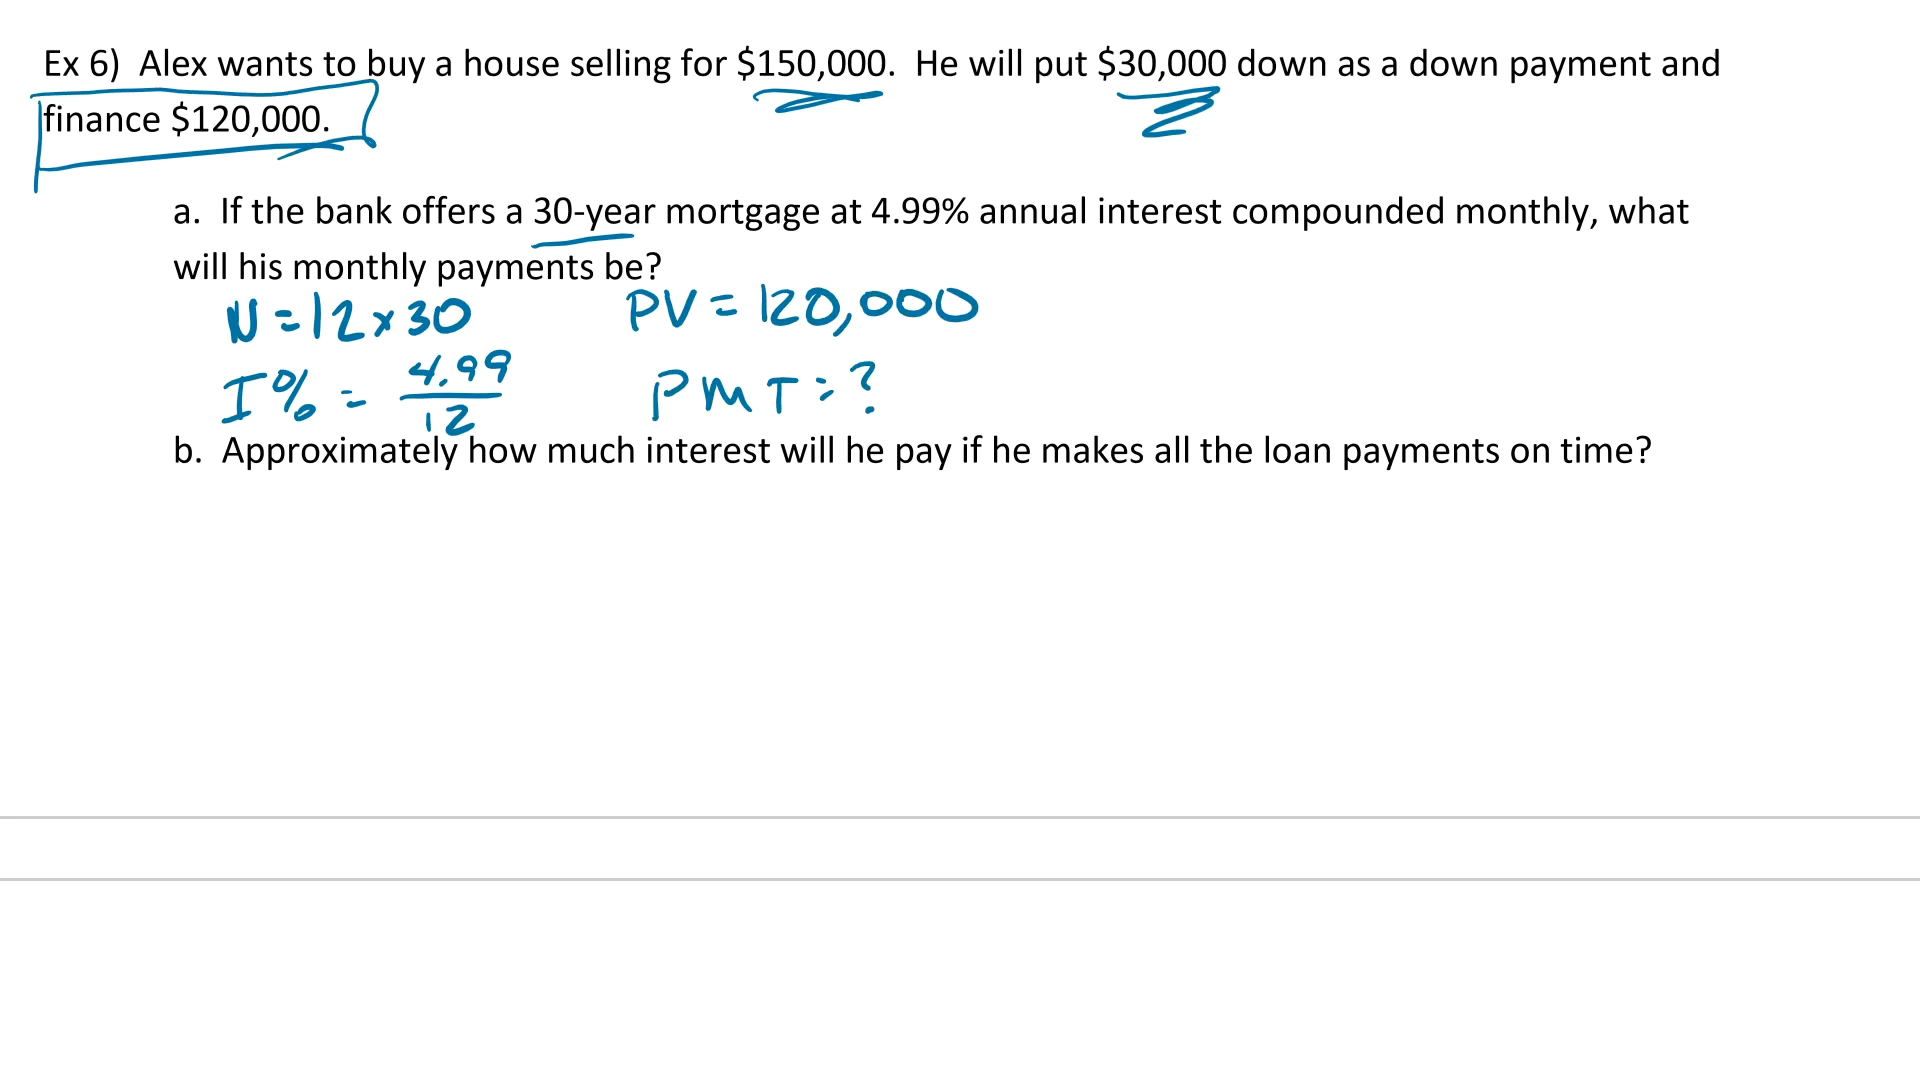 Ex 6)  Alex wants to buy a house selling for $150,000.  He will put $30,000 down as a down payment and
finance $120,000.
a.  If the bank offers a 30-year mortgage at 4.99% annual interest compounded monthly, what
will his monthly payments be?
N = 12 x 30    PV = 120,000
I% = 4.99/12    PMT = ?
b.  Approximately how much interest will he pay if he makes all the loan payments on time?